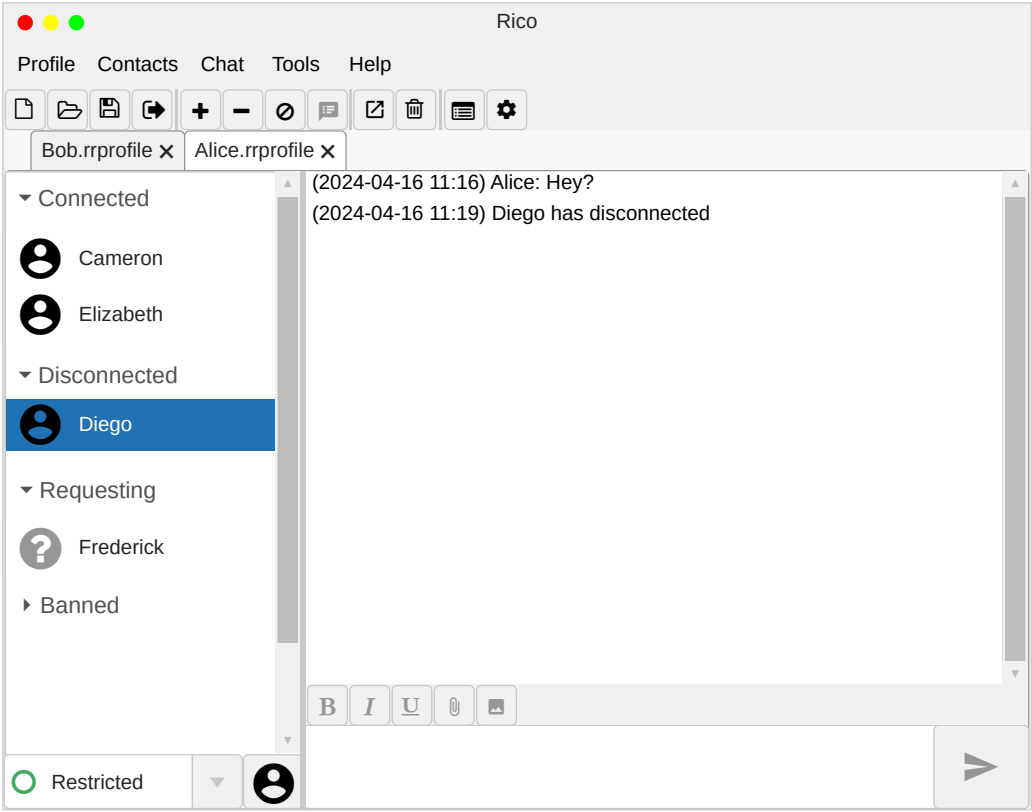 Rico
Profile Contacts Chat Tools Help
Bob.rrprofile Alice.rrprofile
Connected
Cameron
Elizabeth
Disconnected
Diego
Requesting
Frederick
Banned
Restricted
(2024-04-16 11:16) Alice: Hey?
(2024-04-16 11:19) Diego has disconnected
B I U